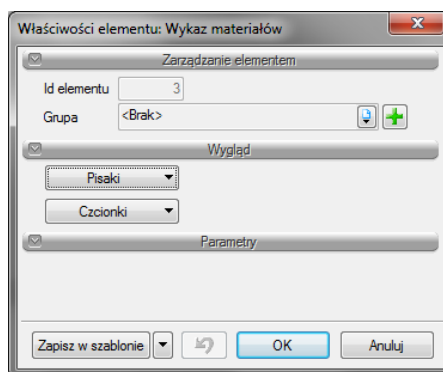 Właściwości elementu: Wykaz materiałów
Zarządzanie elementem
Id elementu 3
Grupa <Brak>
Wygląd
Pisaki
Czcionki
Parametry
Zapisz w szablonie OK Anuluj